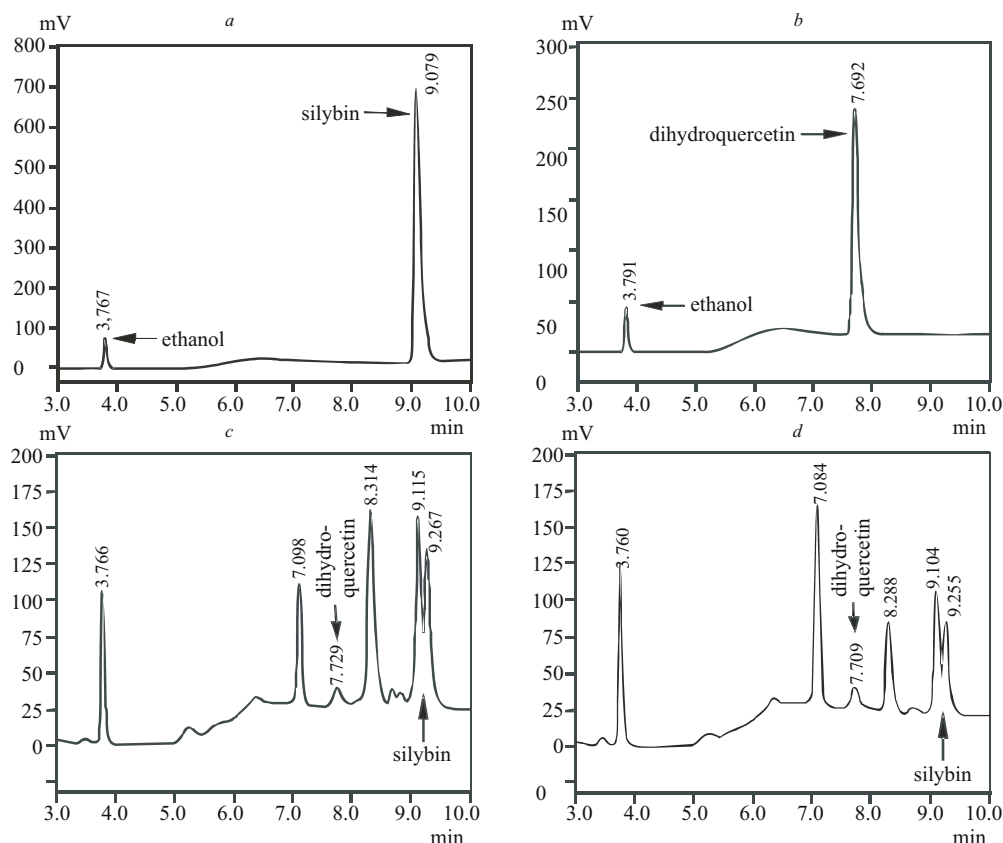 mV a
800
700
600
500
400
300
200
100
0
9.079
silybin
3,767
ethanol
3.0 4.0 5.0 6.0 7.0 8.0 9.0 10.0
min
mV b
300
250
200
150
100
50
0
7.692
dihydroquercetin
3.791
ethanol
3.0 4.0 5.0 6.0 7.0 8.0 9.0 10.0
min
mV c
200
175
150
125
100
75
50
25
0
3.766
7.098
dihydro-
quercetin
7.729
8.314
9.115
9.267
silybin
3.0 4.0 5.0 6.0 7.0 8.0 9.0 10.0
min
mV d
200
175
150
125
100
75
50
25
0
0
3.760
7.084
dihydro-
quercetin
7.709
8.288
9.104
9.255
silybin
3.0 4.0 5.0 6.0 7.0 8.0 9.0 10.0
min